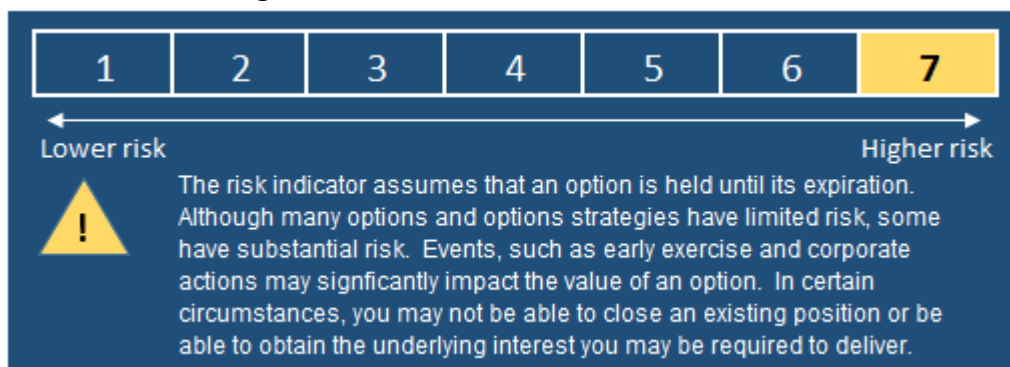 1 2 3 4 5 6 7
Lower risk Higher risk
!
The risk indicator assumes that an option is held until its expiration.
Although many options and options strategies have limited risk, some
have substantial risk. Events, such as early exercise and corporate
actions may signficantly impact the value of an option. In certain
circumstances, you may not be able to close an existing position or be
able to obtain the underlying interest you may be required to deliver.